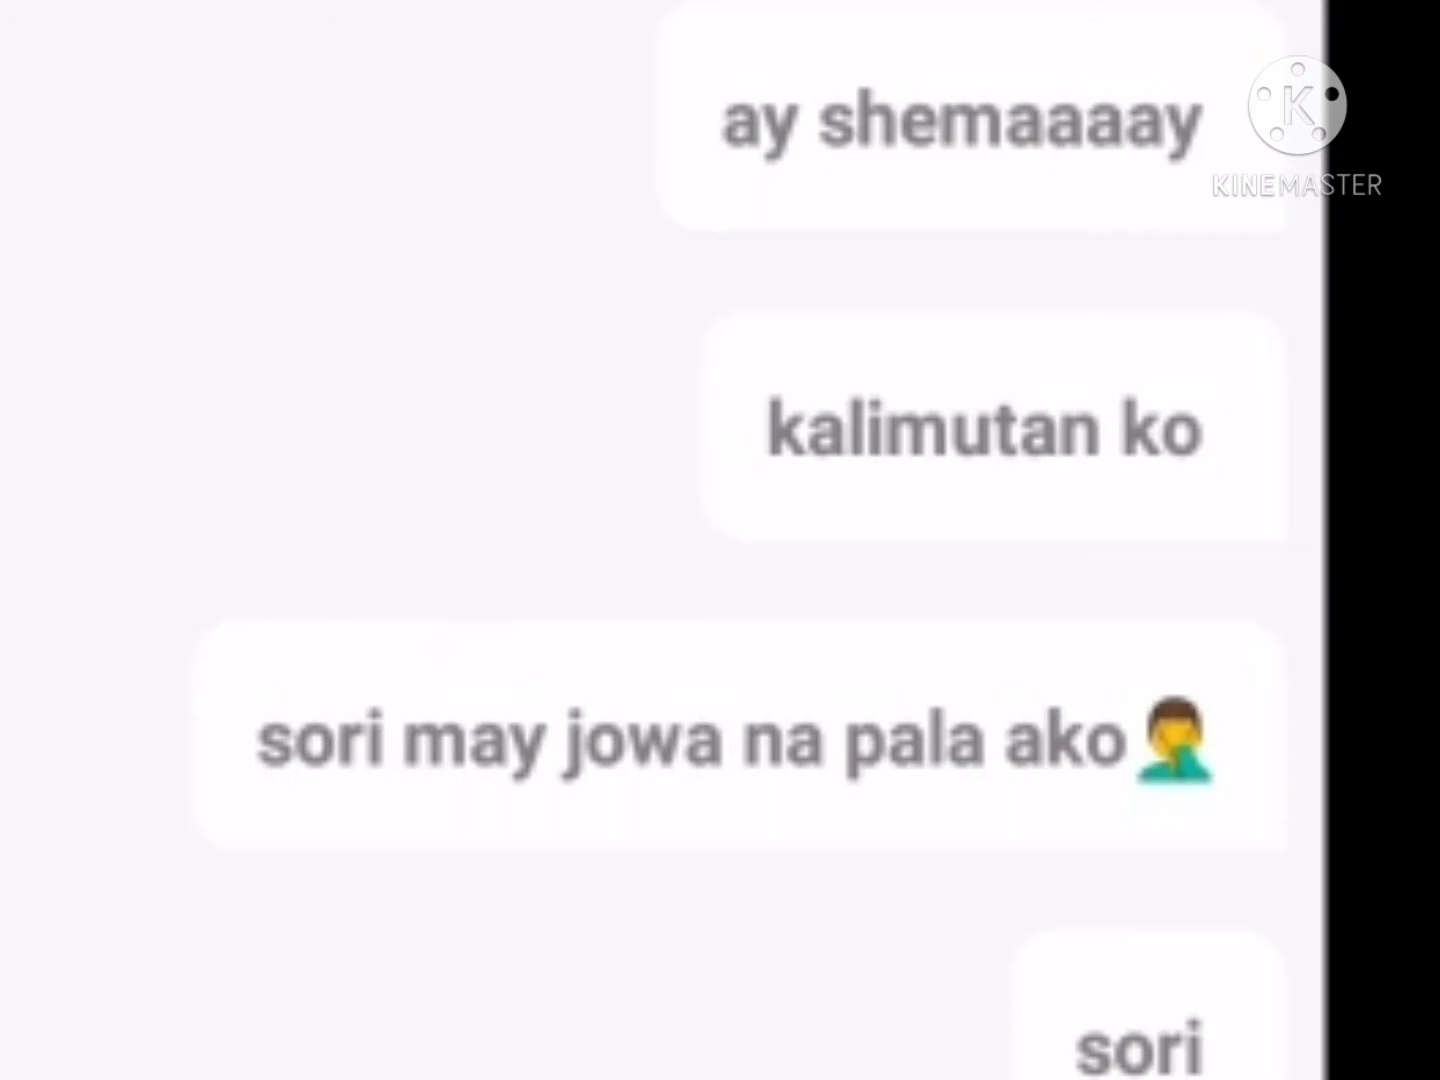 ay shemaaaay
K
KINEMASTER
kalimutan ko
sori may jowa na pala ako🤦‍♂️
sori